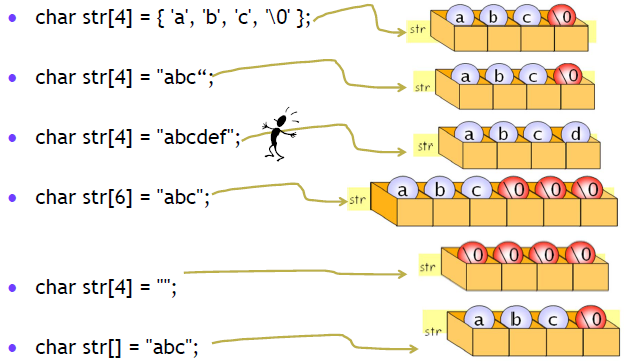 • char str[4] = { 'a', 'b', 'c', '\0' };
str a b c \0
• char str[4] = "abc“;
str a b c \0
• char str[4] = "abcdef";
str a b c d
• char str[6] = "abc";
str a b c \0 \0 \0
• char str[4] = "";
str \0 \0 \0 \0
• char str[] = "abc";
str a b c \0